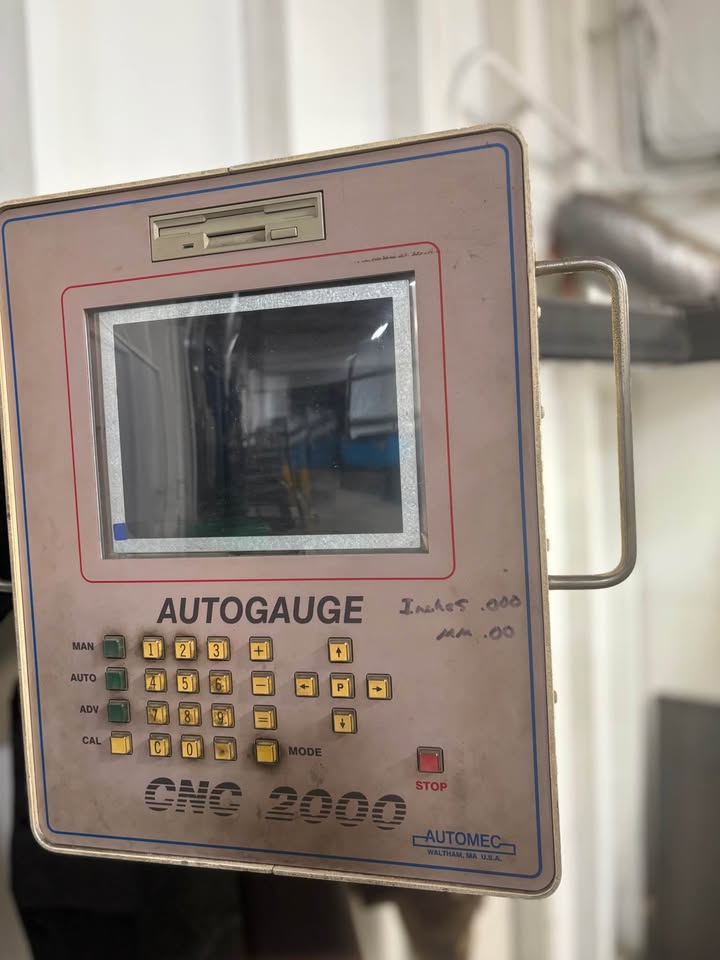 AUTOGAUGE
Inches .000
MM .00
MAN 1 2 3 + ↑
AUTO 4 5 6 - ← P →
ADV 7 8 9 = ↓
CAL C 0 . MODE
STOP
CNC 2000
AUTOMEC
WALTHAM, MA U.S.A.